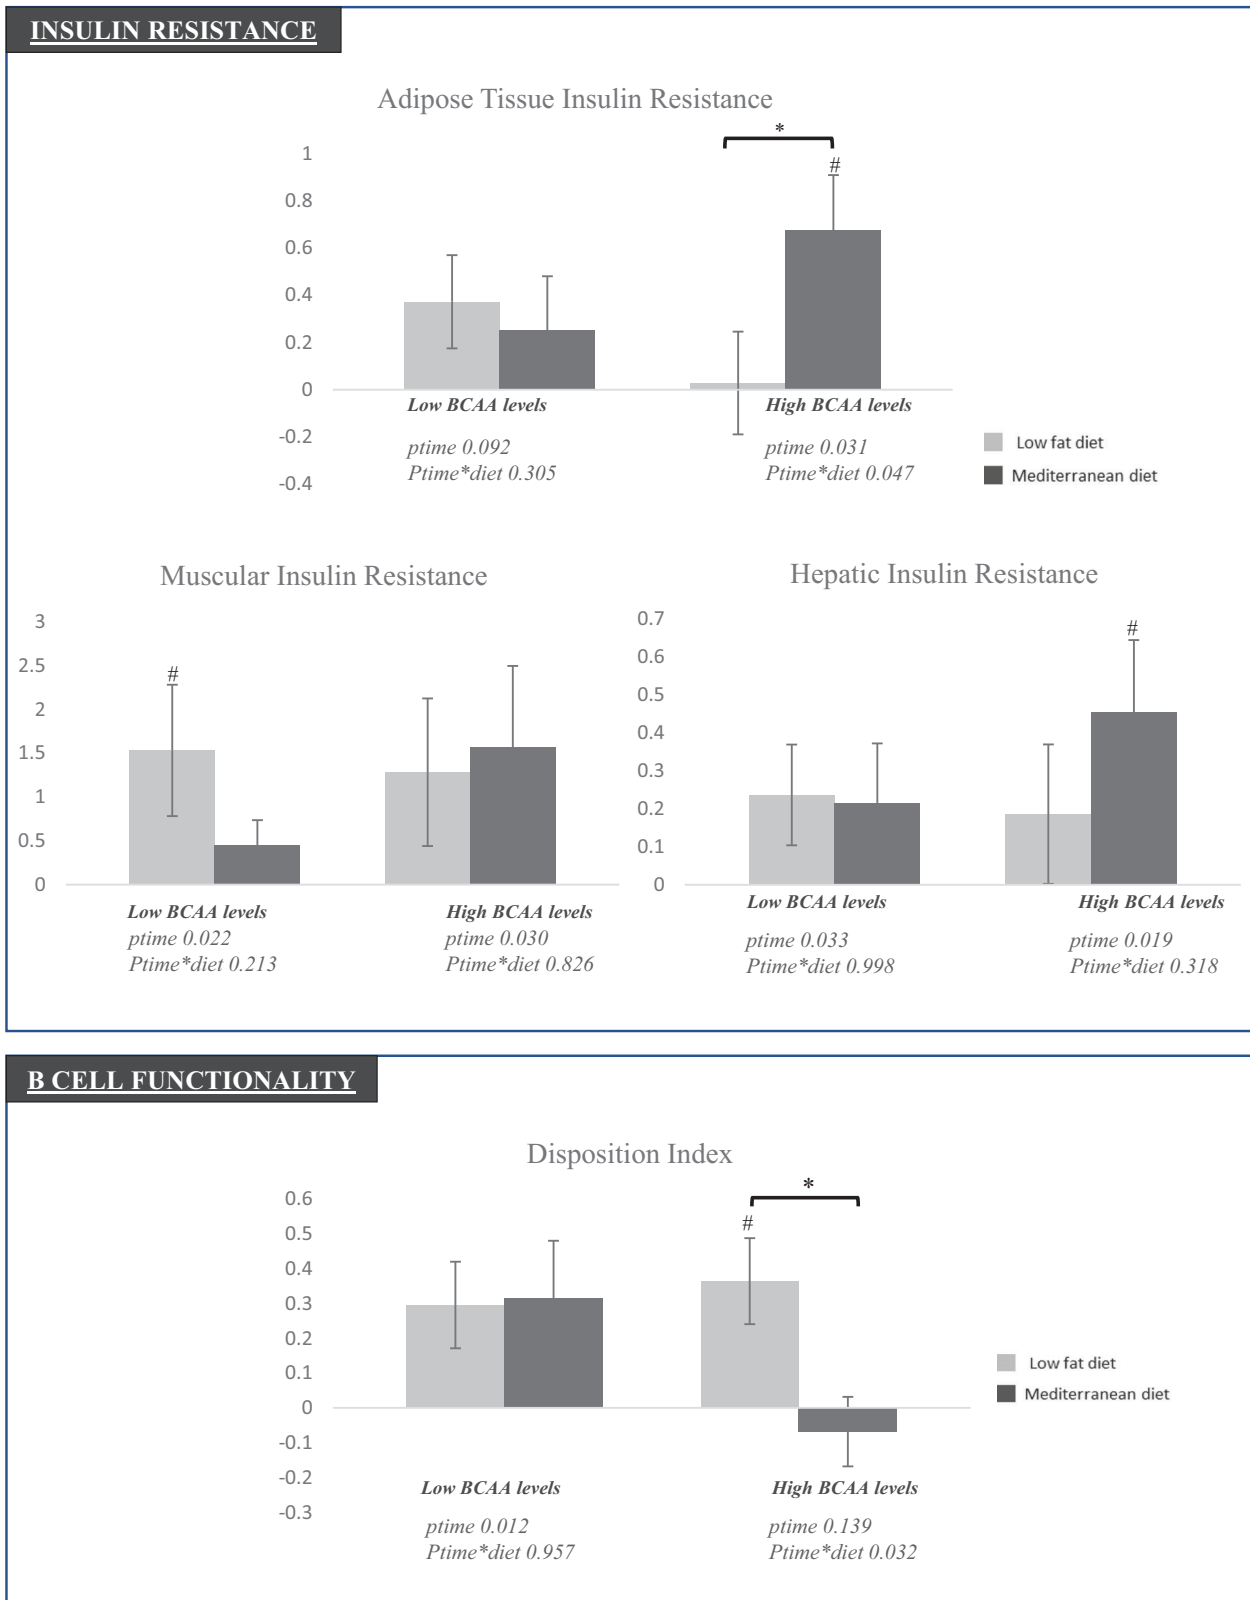 INSULIN RESISTANCE
Adipose Tissue Insulin Resistance
*
#
1
0.8
0.6
0.4
0.2
0
-0.2
-0.4
Low BCAA levels
High BCAA levels
ptime 0.092
Ptime*diet 0.305
ptime 0.031
Ptime*diet 0.047
Low fat diet
Mediterranean diet
Muscular Insulin Resistance
3
2.5
2
1.5
1
0.5
0
#
Low BCAA levels
ptime 0.022
Ptime*diet 0.213
High BCAA levels
ptime 0.030
Ptime*diet 0.826
Hepatic Insulin Resistance
0.7
0.6
0.5
0.4
0.3
0.2
0.1
0
#
Low BCAA levels
ptime 0.033
Ptime*diet 0.998
High BCAA levels
ptime 0.019
Ptime*diet 0.318
B CELL FUNCTIONALITY
Disposition Index
*
#
0.6
0.5
0.4
0.3
0.2
0.1
0
-0.1
-0.2
-0.3
Low fat diet
Mediterranean diet
Low BCAA levels
ptime 0.012
Ptime*diet 0.957
High BCAA levels
ptime 0.139
Ptime*diet 0.032